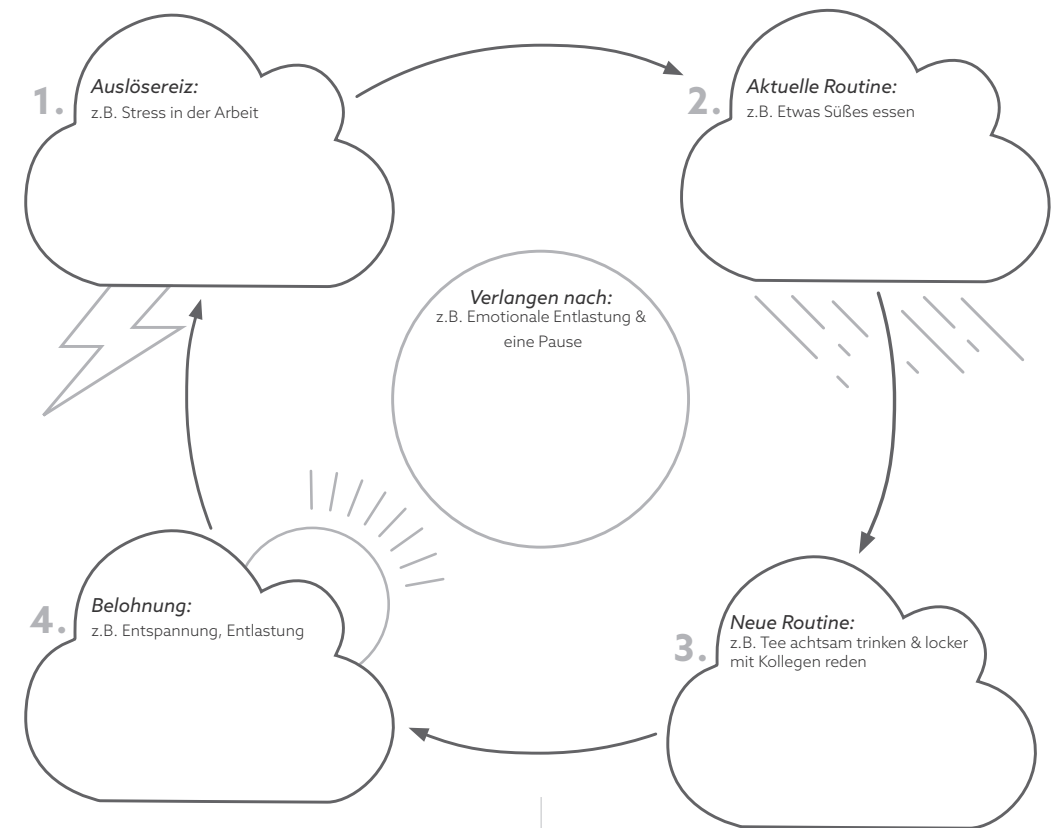 1.
Auslösereiz:
z.B. Stress in der Arbeit
2.
Aktuelle Routine:
z.B. Etwas Süßes essen
Verlangen nach:
z.B. Emotionale Entlastung &
eine Pause
3.
Neue Routine:
z.B. Tee achtsam trinken & locker
mit Kollegen reden
4.
Belohnung:
z.B. Entspannung, Entlastung